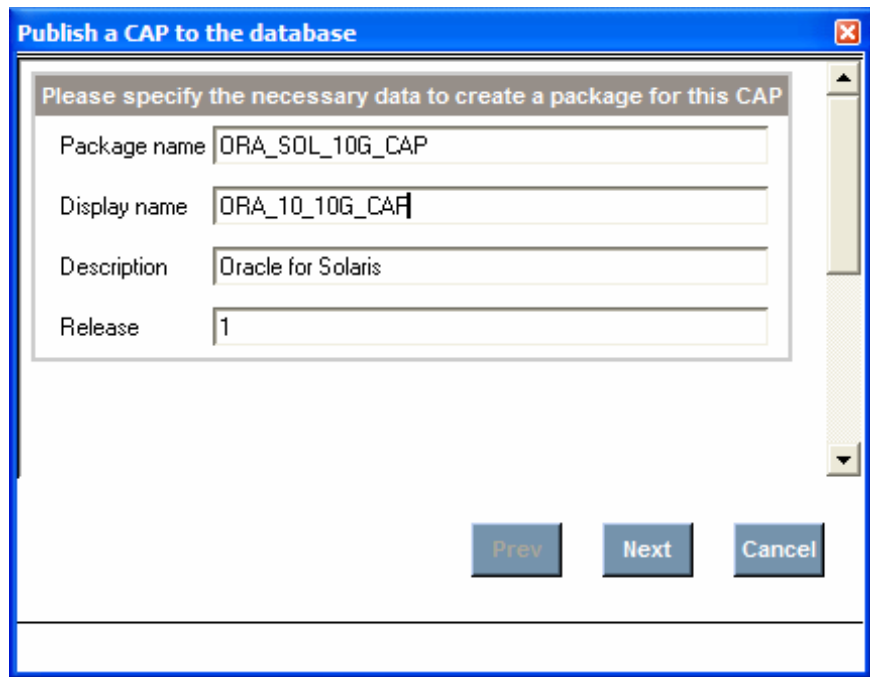 Publish a CAP to the database
Please specify the necessary data to create a package for this CAP
Package name ORA_SOL_10G_CAP
Display name ORA_10_10G_CAP
Description Oracle for Solaris
Release 1
Prev Next Cancel